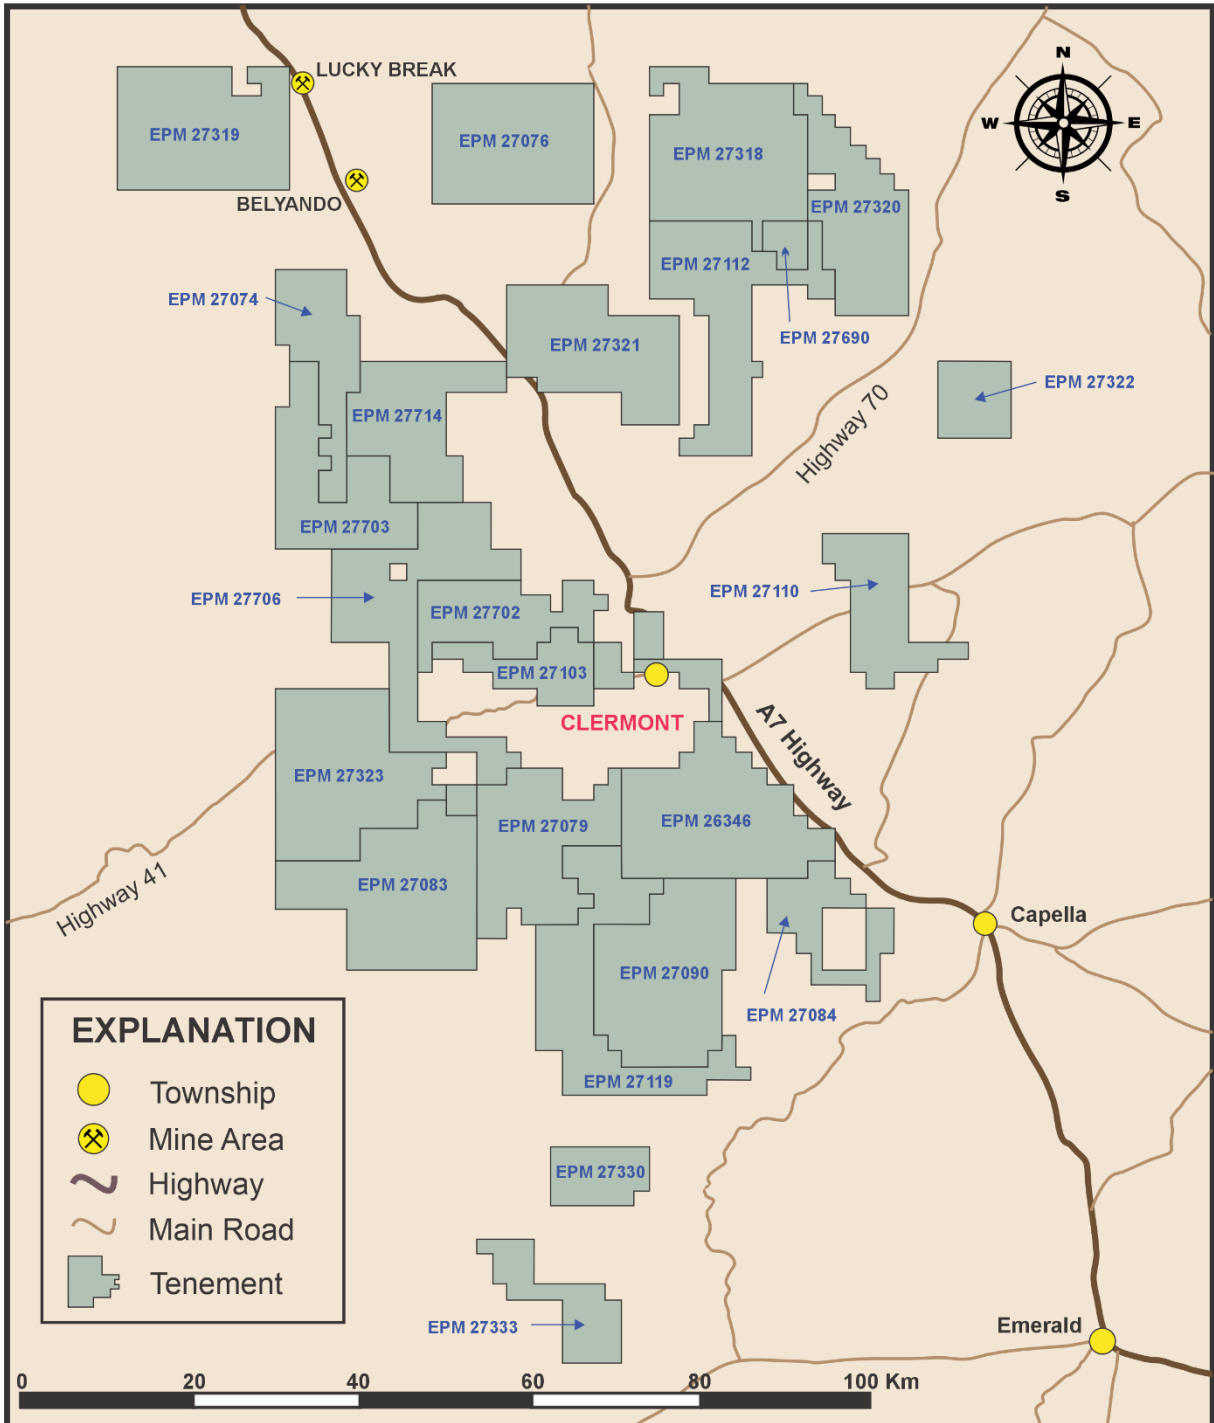 LUCKY BREAK
N
W
E
S
EPM 27319
EPM 27076
EPM 27318
BELYANDO
EPM 27320
EPM 27112
EPM 27074
EPM 27690
EPM 27321
EPM 27322
EPM 27714
Highway 70
EPM 27703
EPM 27706
EPM 27702
EPM 27110
EPM 27103
CLERMONT
A7 Highway
EPM 27323
EPM 27079
EPM 26346
EPM 27083
Highway 41
Capella
EPM 27090
EPM 27084
EPM 27119
EXPLANATION
Township
Mine Area
Highway
Main Road
Tenement
EPM 27330
EPM 27333
Emerald
0 20 40 60 80 100 Km